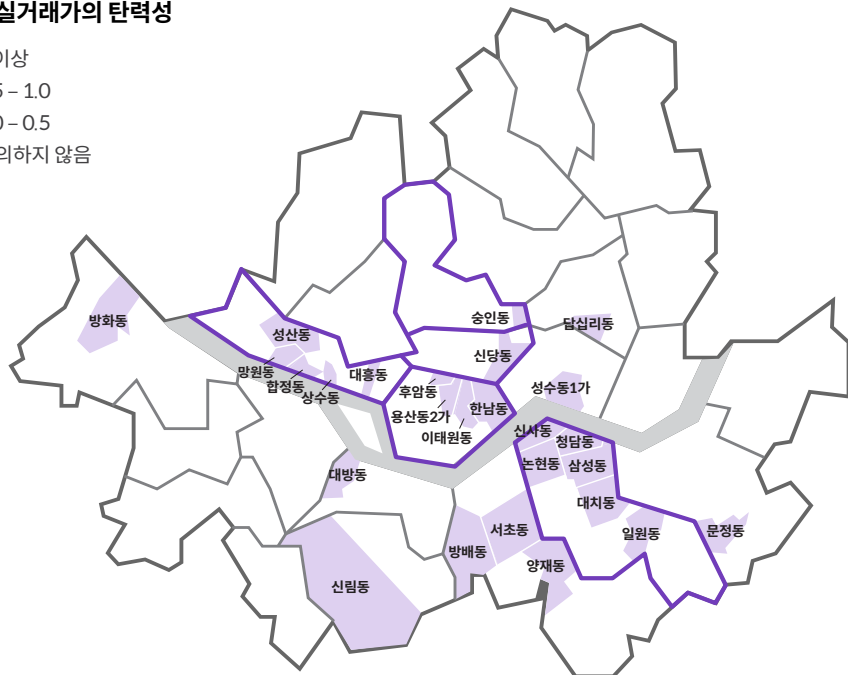 실거래가의 탄력성
이상
– 1.0
– 0.5
의하지 않음
숭인동
방화동
답십리동
성산동
신당동
망원동
대흥동
합정동
후암동
성수동1가
상수동
한남동
용산동2가
신사동
이태원동
청담동
논현동
삼성동
대방동
대치동
서초동
일원동
문정동
방배동
양재동
신림동